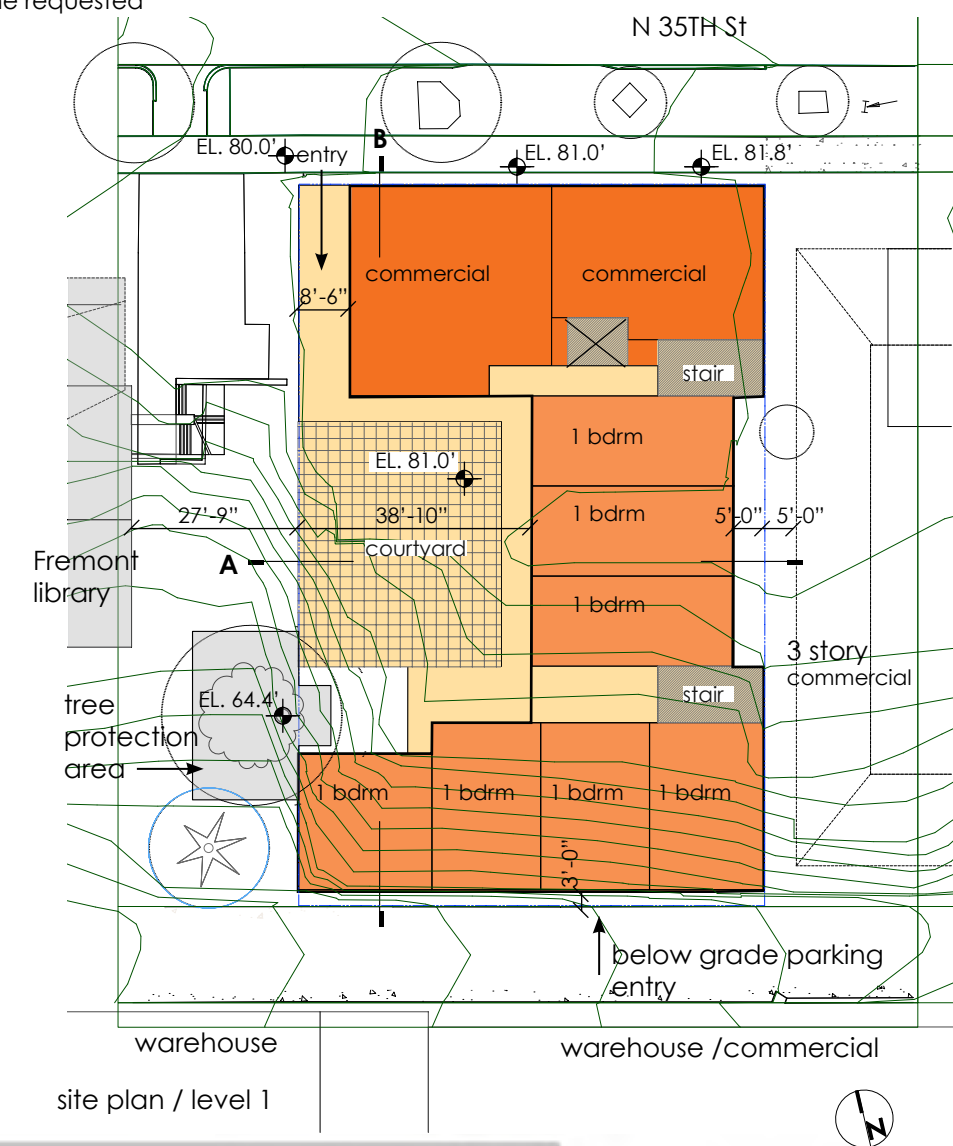 requested
N 35TH St
B
EL. 80.0’
entry
EL. 81.0’
EL. 81.8’
commercial
commercial
8’-6”
stair
1 bdrm
EL. 81.0’
1 bdrm
27’-9”
38’-10”
5’-0”
5’-0”
courtyard
Fremont
library
A
1 bdrm
3 story
commercial
stair
EL. 64.4’
tree
protection
area
1 bdrm
1 bdrm
1 bdrm
1 bdrm
3’-0”
below grade parking
entry
warehouse
warehouse /commercial
site plan / level 1
N